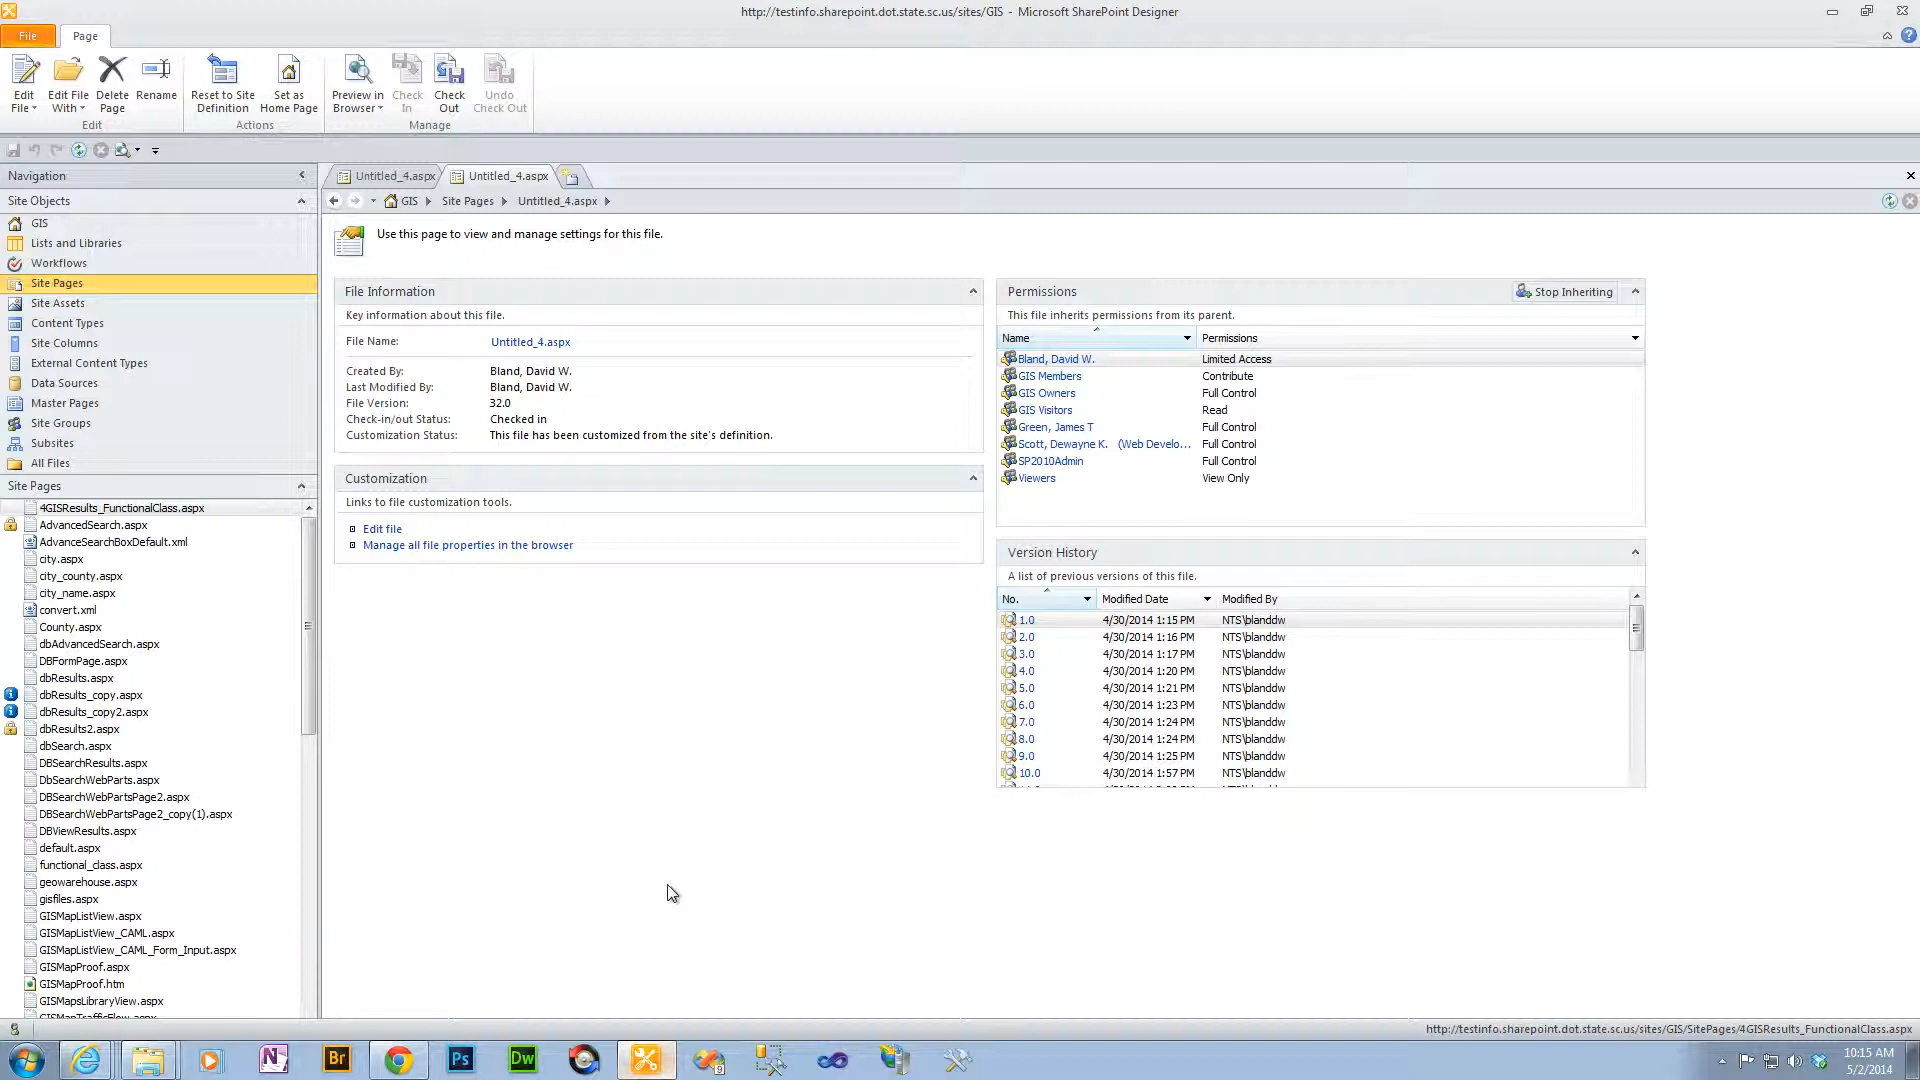 http://testinfo.sharepoint.dot.state.sc.us/sites/GIS - Microsoft SharePoint Designer
File
Page
Edit File
Edit File With
Delete Page
Rename
Reset to Site Definition
Set as Home Page
Preview in Browser
Check In
Check Out
Undo Check Out
Edit
Actions
Manage
Navigation
Site Objects
GIS
Lists and Libraries
Workflows
Site Pages
Site Assets
Content Types
Site Columns
External Content Types
Data Sources
Master Pages
Site Groups
Subsites
All Files
Site Pages
4GISResults_FunctionalClass.aspx
AdvancedSearch.aspx
AdvanceSearchBoxDefault.xml
city.aspx
city_county.aspx
city_name.aspx
convert.xml
County.aspx
dbAdvancedSearch.aspx
DBFormPage.aspx
dbResults.aspx
dbResults_copy.aspx
dbResults_copy2.aspx
dbResults2.aspx
dbSearch.aspx
DBSearchResults.aspx
DbSearchWebParts.aspx
DBSearchWebPartsPage2.aspx
DBSearchWebPartsPage2_copy(1).aspx
DBViewResults.aspx
default.aspx
functional_class.aspx
geowarehouse.aspx
gisfiles.aspx
GISMapListView.aspx
GISMapListView_CAML.aspx
GISMapListView_CAML_Form_Input.aspx
GISMapProof.aspx
GISMapProof.htm
GISMapsLibraryView.aspx
GISMapTrafficFlow.aspx
Untitled_4.aspx
Untitled_4.aspx
GIS
Site Pages
Untitled_4.aspx
Use this page to view and manage settings for this file.
File Information
Key information about this file.
File Name: Untitled_4.aspx
Created By: Bland, David W.
Last Modified By: Bland, David W.
File Version: 32.0
Check-in/out Status: Checked in
Customization Status: This file has been customized from the site's definition.
Customization
Links to file customization tools.
Edit file
Manage all file properties in the browser
Permissions
Stop Inheriting
This file inherits permissions from its parent.
Name Permissions
Bland, David W. Limited Access
GIS Members Contribute
GIS Owners Full Control
GIS Visitors Read
Green, James T Full Control
Scott, Dewayne K. (Web Develo... Full Control
SP2010Admin Full Control
Viewers View Only
Version History
A list of previous versions of this file.
No. Modified Date Modified By
1.0 4/30/2014 1:15 PM NTS\blanddw
2.0 4/30/2014 1:16 PM NTS\blanddw
3.0 4/30/2014 1:17 PM NTS\blanddw
4.0 4/30/2014 1:20 PM NTS\blanddw
5.0 4/30/2014 1:21 PM NTS\blanddw
6.0 4/30/2014 1:23 PM NTS\blanddw
7.0 4/30/2014 1:24 PM NTS\blanddw
8.0 4/30/2014 1:24 PM NTS\blanddw
9.0 4/30/2014 1:25 PM NTS\blanddw
10.0 4/30/2014 1:57 PM NTS\blanddw
http://testinfo.sharepoint.dot.state.sc.us/sites/GIS/SitePages/4GISResults_FunctionalClass.aspx
N
Br
Ps
Dw
9
10:15 AM
5/2/2014